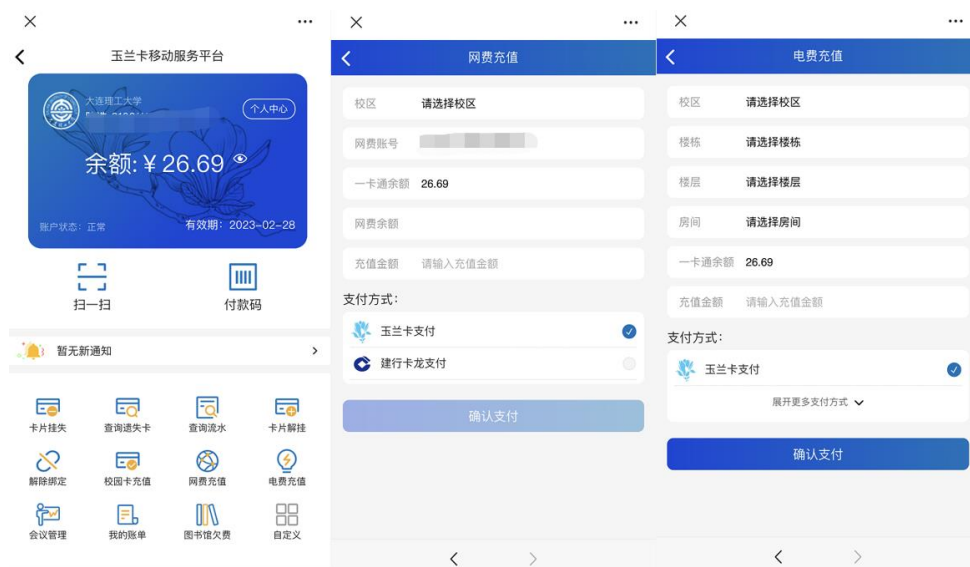 玉兰卡移动服务平台
大连理工大学
个人中心
余额:￥26.69
账户状态：正常
有效期：2023-02-28
扫一扫
付款码
暂无新通知
卡片挂失
查询遗失卡
查询流水
卡片解挂
解除绑定
校园卡充值
网费充值
电费充值
会议管理
我的账单
图书馆欠费
自定义
网费充值
校区 请选择校区
网费账号
一卡通余额 26.69
网费余额
充值金额 请输入充值金额
支付方式：
玉兰卡支付
建行卡龙支付
确认支付
电费充值
校区 请选择校区
楼栋 请选择楼栋
楼层 请选择楼层
房间 请选择房间
一卡通余额 26.69
充值金额 请输入充值金额
支付方式：
玉兰卡支付
展开更多支付方式
确认支付